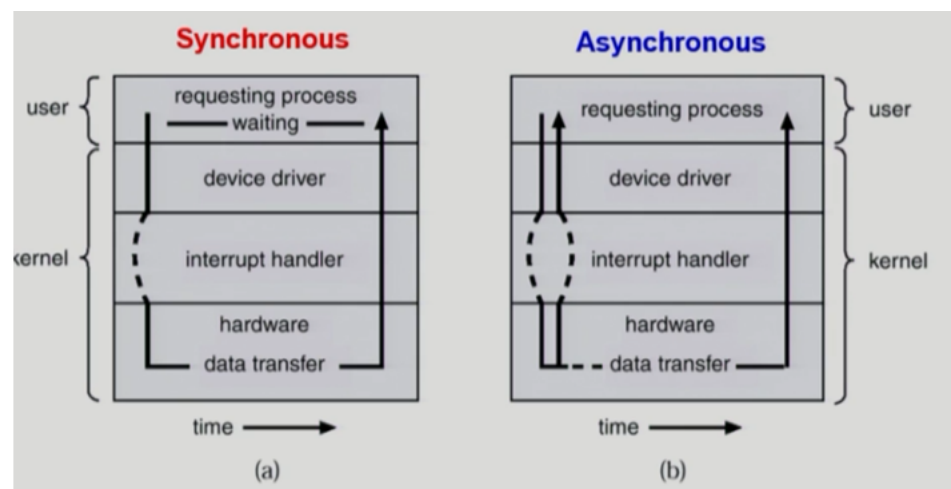 Synchronous
user
requesting process
waiting
device driver
kernel
interrupt handler
hardware
data transfer
time
(a)
Asynchronous
requesting process
user
device driver
interrupt handler
kernel
hardware
data transfer
time
(b)